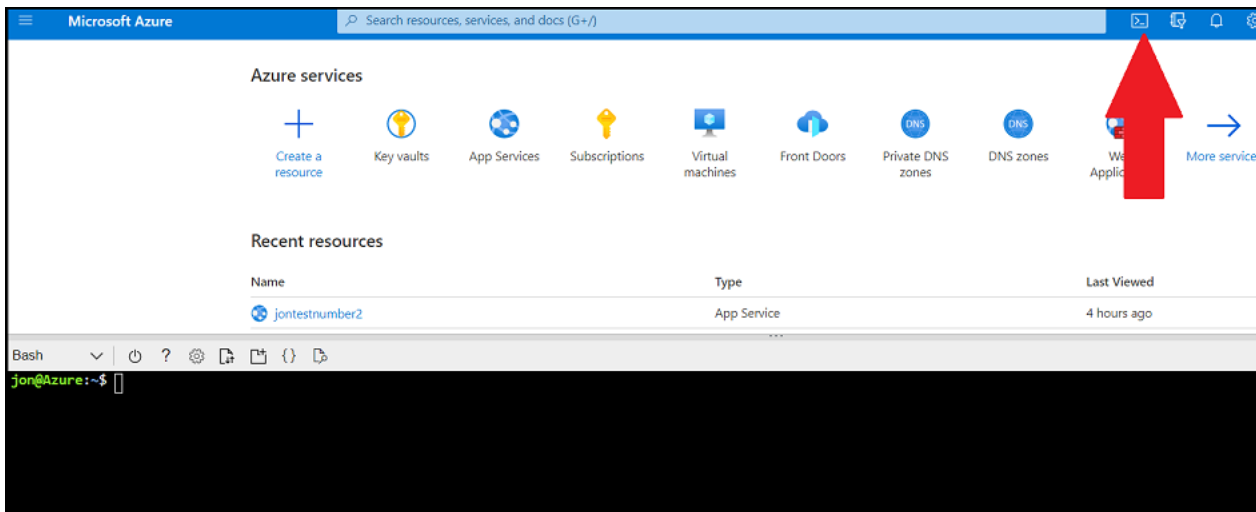 Microsoft Azure
Search resources, services, and docs (G+/)
Azure services
Create a resource
Key vaults
App Services
Subscriptions
Virtual machines
Front Doors
DNS
Private DNS zones
DNS
DNS zones
We
Applic
More service
Recent resources
Name Type Last Viewed
jontestnumber2 App Service 4 hours ago
Bash
jon@Azure:~$